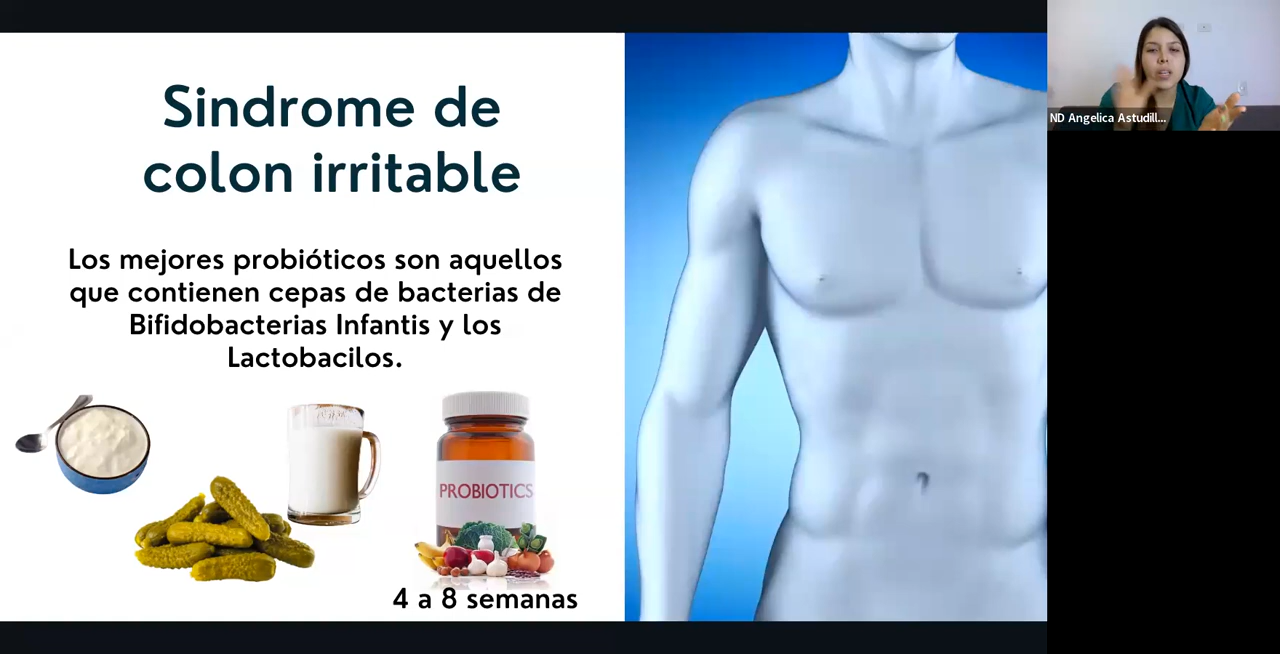 Sindrome de
colon irritable
Los mejores probióticos son aquellos
que contienen cepas de bacterias de
Bifidobacterias Infantis y los
Lactobacilos.
PROBIOTICS
4 a 8 semanas
ND Angelica Astudill...